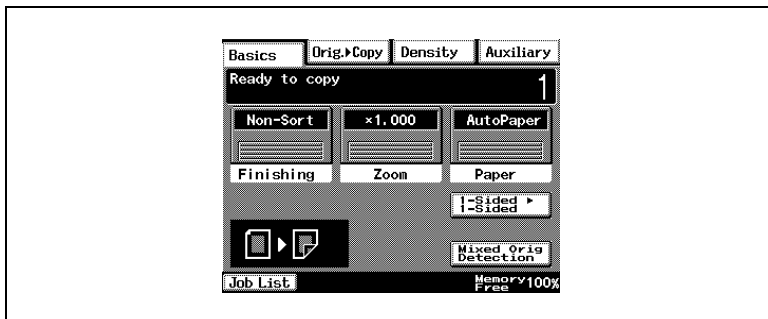 Basics Orig.▸Copy Density Auxiliary
Ready to copy 1
Non-Sort ×1.000 AutoPaper
Finishing Zoom Paper
1-Sided ▸
1-Sided
Mixed Orig
Detection
Job List Memory Free 100%